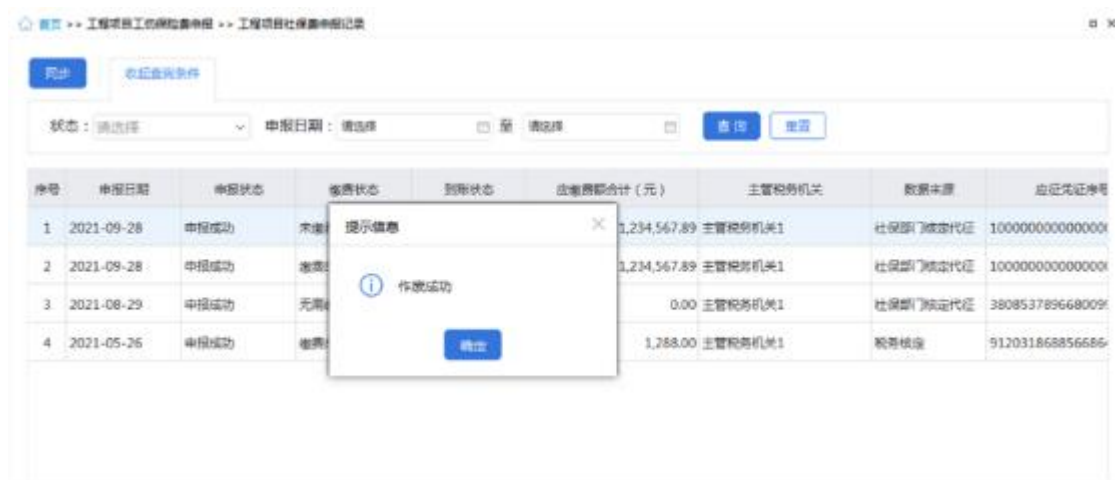 首页 >> 工程项目工伤保险费申报 >> 工程项目社保费申报记录
同步 收起查询条件
状态：请选择 申报日期：请选择 至 请选择 查询 重置
序号 申报日期 申报状态 缴费状态 到账状态 应缴费额合计（元） 主管税务机关 数据来源 应征凭证序号
1 2021-09-28 申报成功 未缴 1,234,567.89 主管税务机关1 社保部门核定代征
2 2021-09-28 申报成功 缴费 1,234,567.89 主管税务机关1 社保部门核定代征
3 2021-08-29 申报成功 无需 0.00 主管税务机关1 社保部门核定代征
4 2021-05-26 申报成功 缴费 1,288.00 主管税务机关1 税务核定
提示信息
作废成功
确定